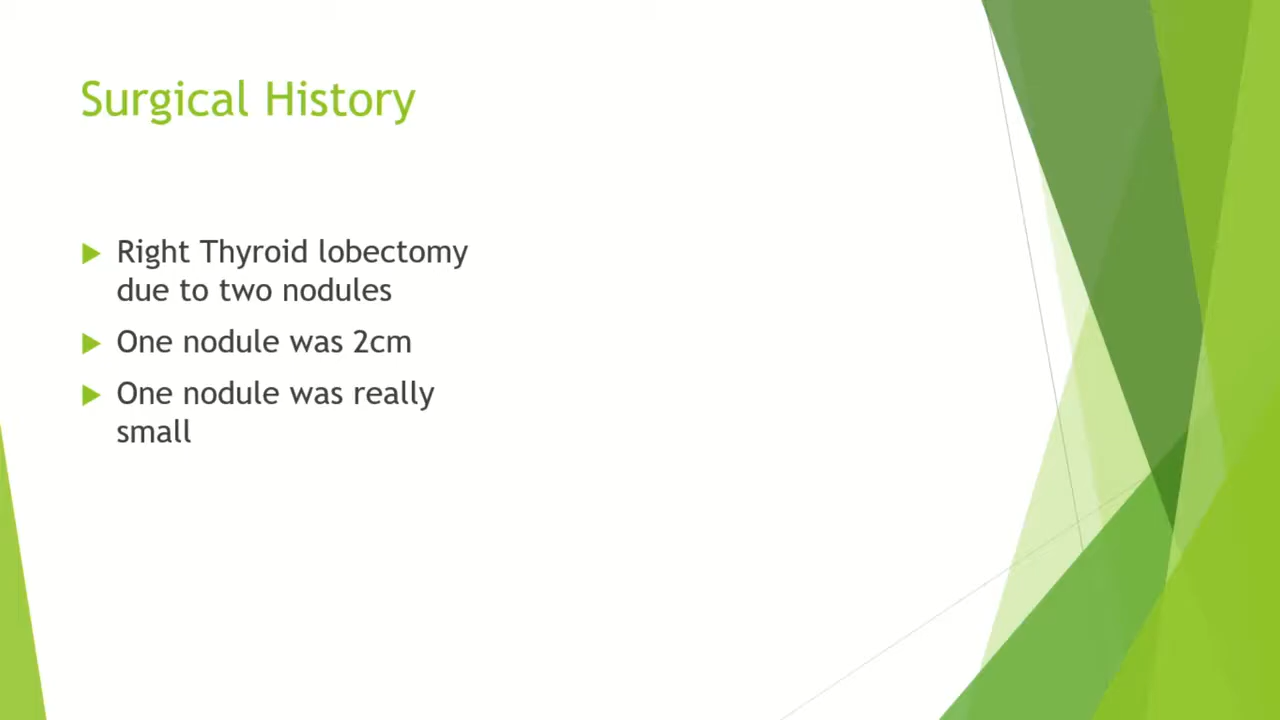 Surgical History
Right Thyroid lobectomy
due to two nodules
One nodule was 2cm
One nodule was really
small